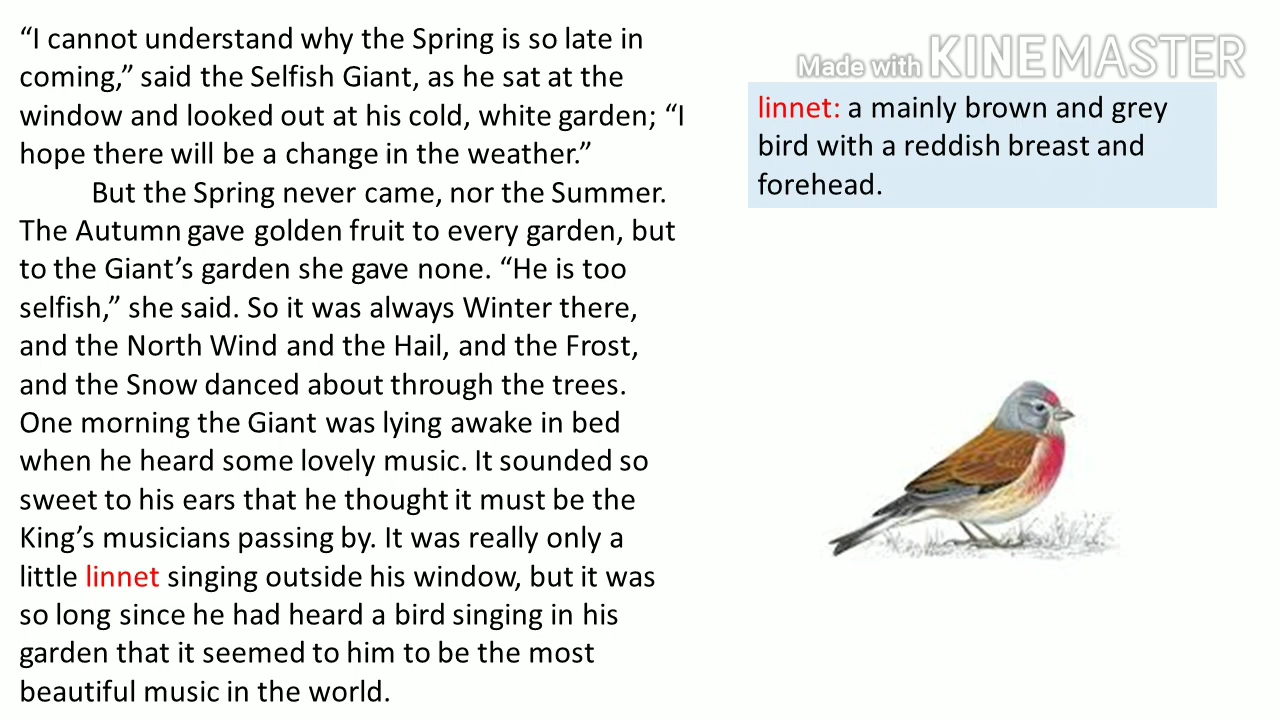 “I cannot understand why the Spring is so late in
coming,” said the Selfish Giant, as he sat at the
window and looked out at his cold, white garden; “I
hope there will be a change in the weather.”
But the Spring never came, nor the Summer.
The Autumn gave golden fruit to every garden, but
to the Giant’s garden she gave none. “He is too
selfish,” she said. So it was always Winter there,
and the North Wind and the Hail, and the Frost,
and the Snow danced about through the trees.
One morning the Giant was lying awake in bed
when he heard some lovely music. It sounded so
sweet to his ears that he thought it must be the
King’s musicians passing by. It was really only a
little linnet singing outside his window, but it was
so long since he had heard a bird singing in his
garden that it seemed to him to be the most
beautiful music in the world.
Made with KINEMASTER
linnet: a mainly brown and grey
bird with a reddish breast and
forehead.